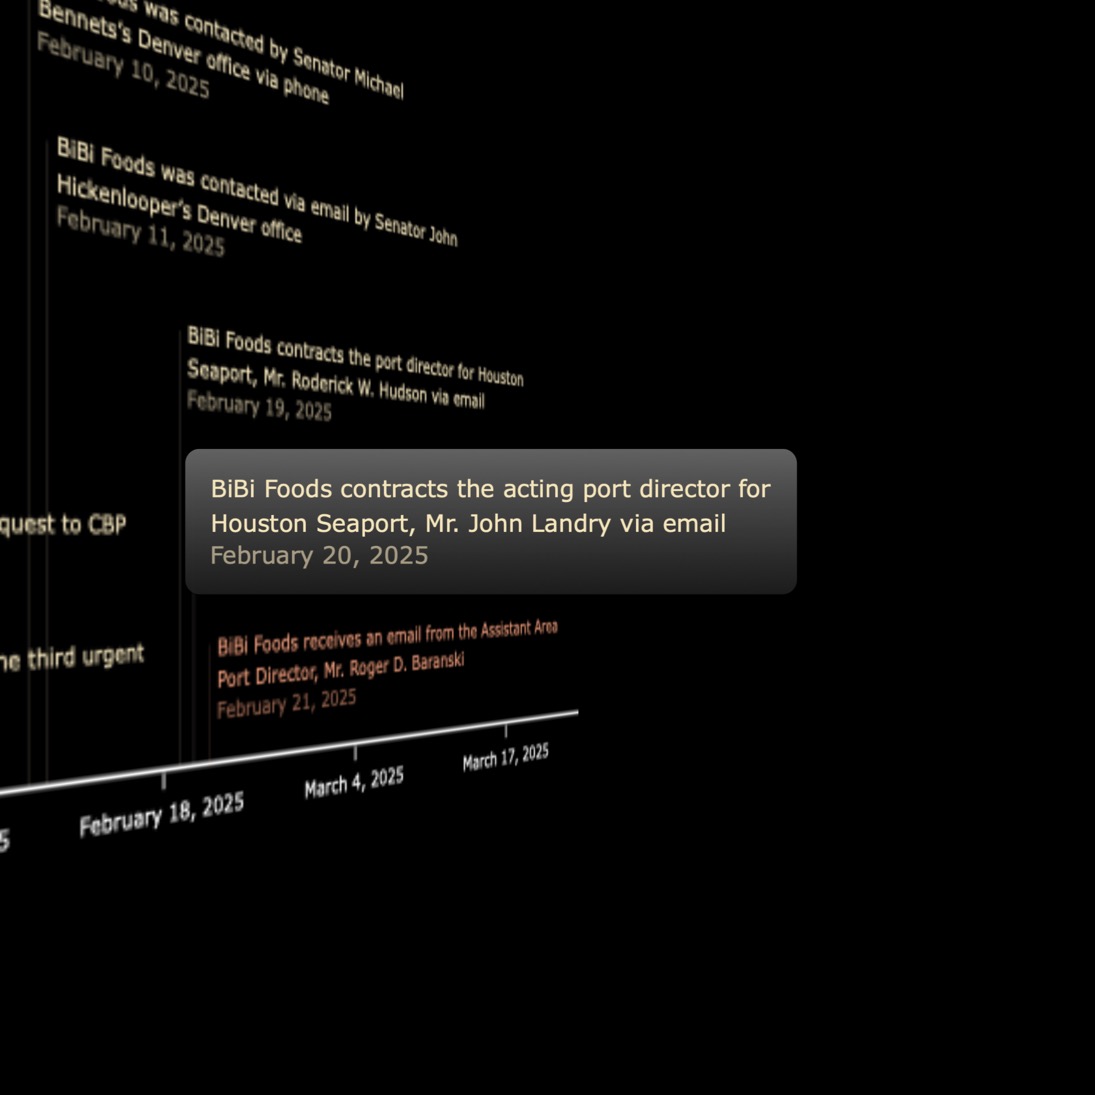 was contacted by Senator Michael
Bennets's Denver office via phone
February 10, 2025
BiBi Foods was contacted via email by Senator John
Hickenlooper's Denver office
February 11, 2025
BiBi Foods contracts the port director for Houston
Seaport, Mr. Roderick W. Hudson via email
February 19, 2025
BiBi Foods contracts the acting port director for
Houston Seaport, Mr. John Landry via email
February 20, 2025
quest to CBP
BiBi Foods receives an email from the Assistant Area
Port Director, Mr. Roger D. Baranski
February 21, 2025
he third urgent
5
February 18, 2025
March 4, 2025
March 17, 2025